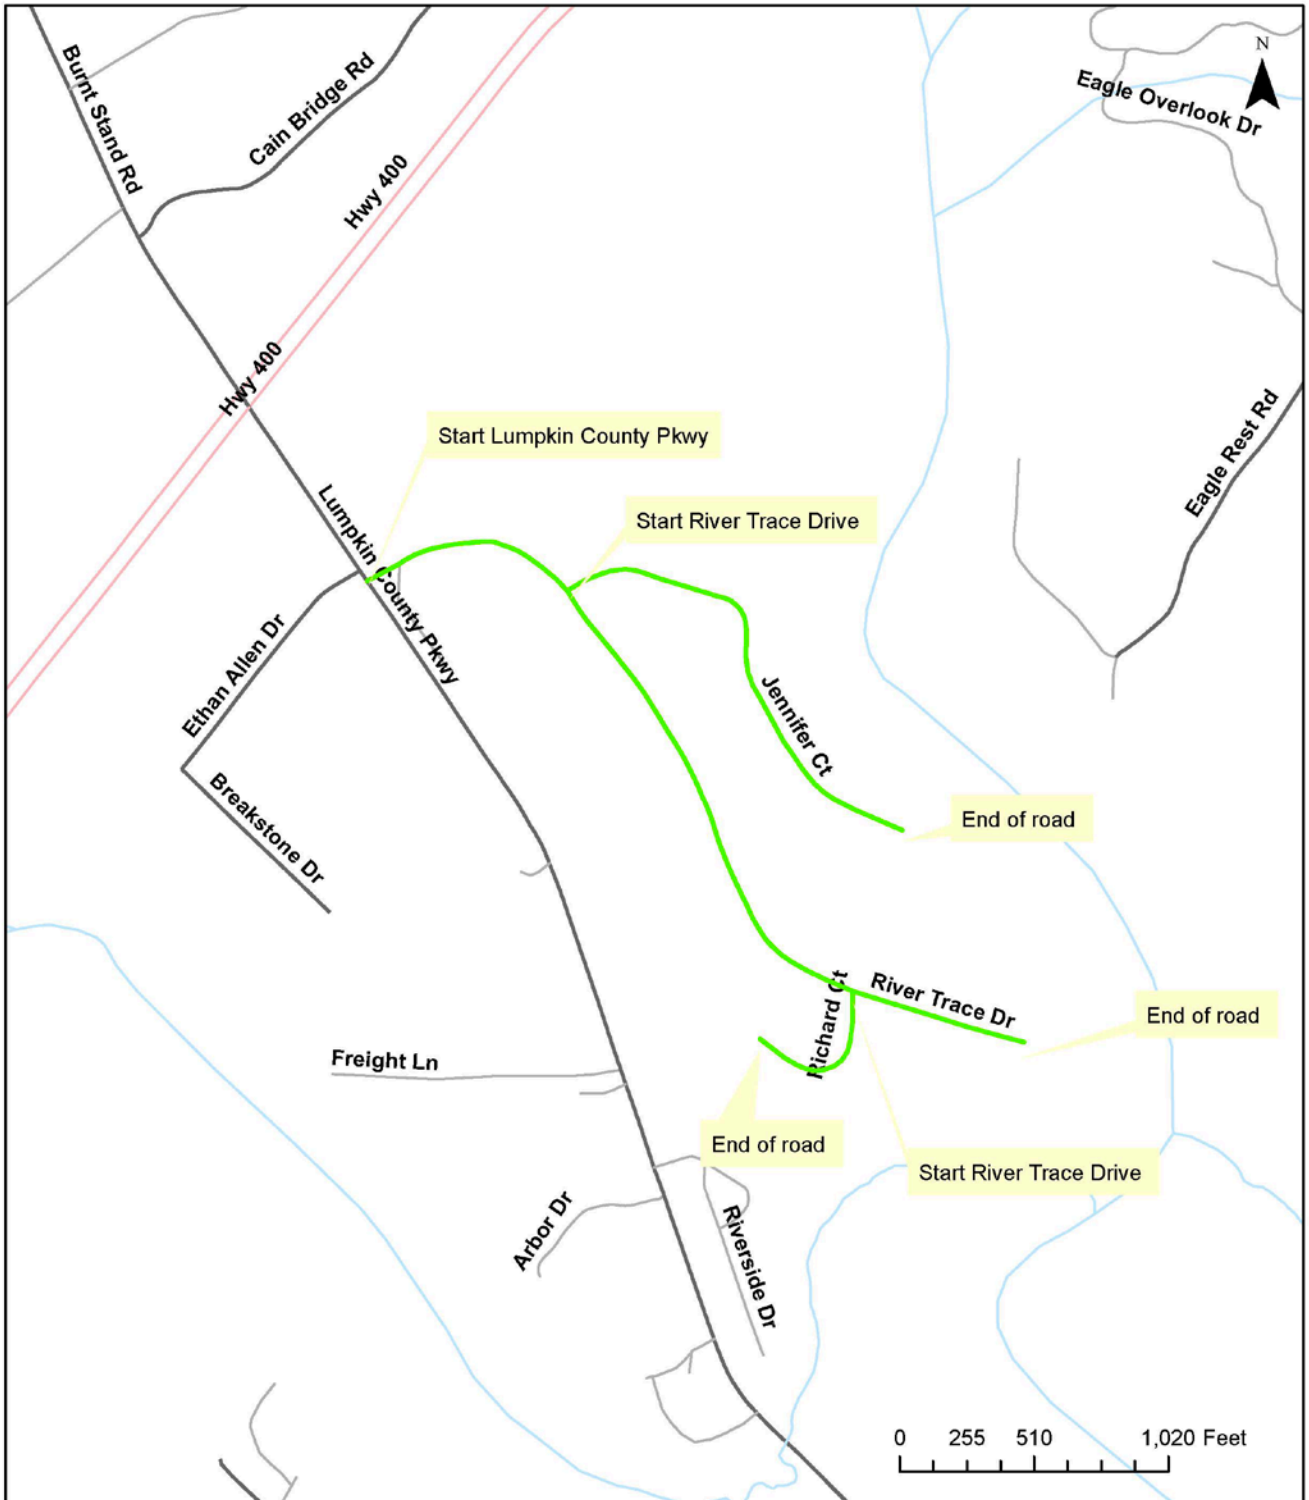 N
Burnt Stand Rd
Cain Bridge Rd
Eagle Overlook Dr
Hwy 400
Hwy 400
Eagle Rest Rd
Start Lumpkin County Pkwy
Lumpkin County Pkwy
Start River Trace Drive
Ethan Allen Dr
Jennifer Ct
Breakstone Dr
End of road
River Trace Dr
Richard Ct
End of road
Freight Ln
End of road
Start River Trace Drive
Arbor Dr
Riverside Dr
0 255 510 1,020 Feet